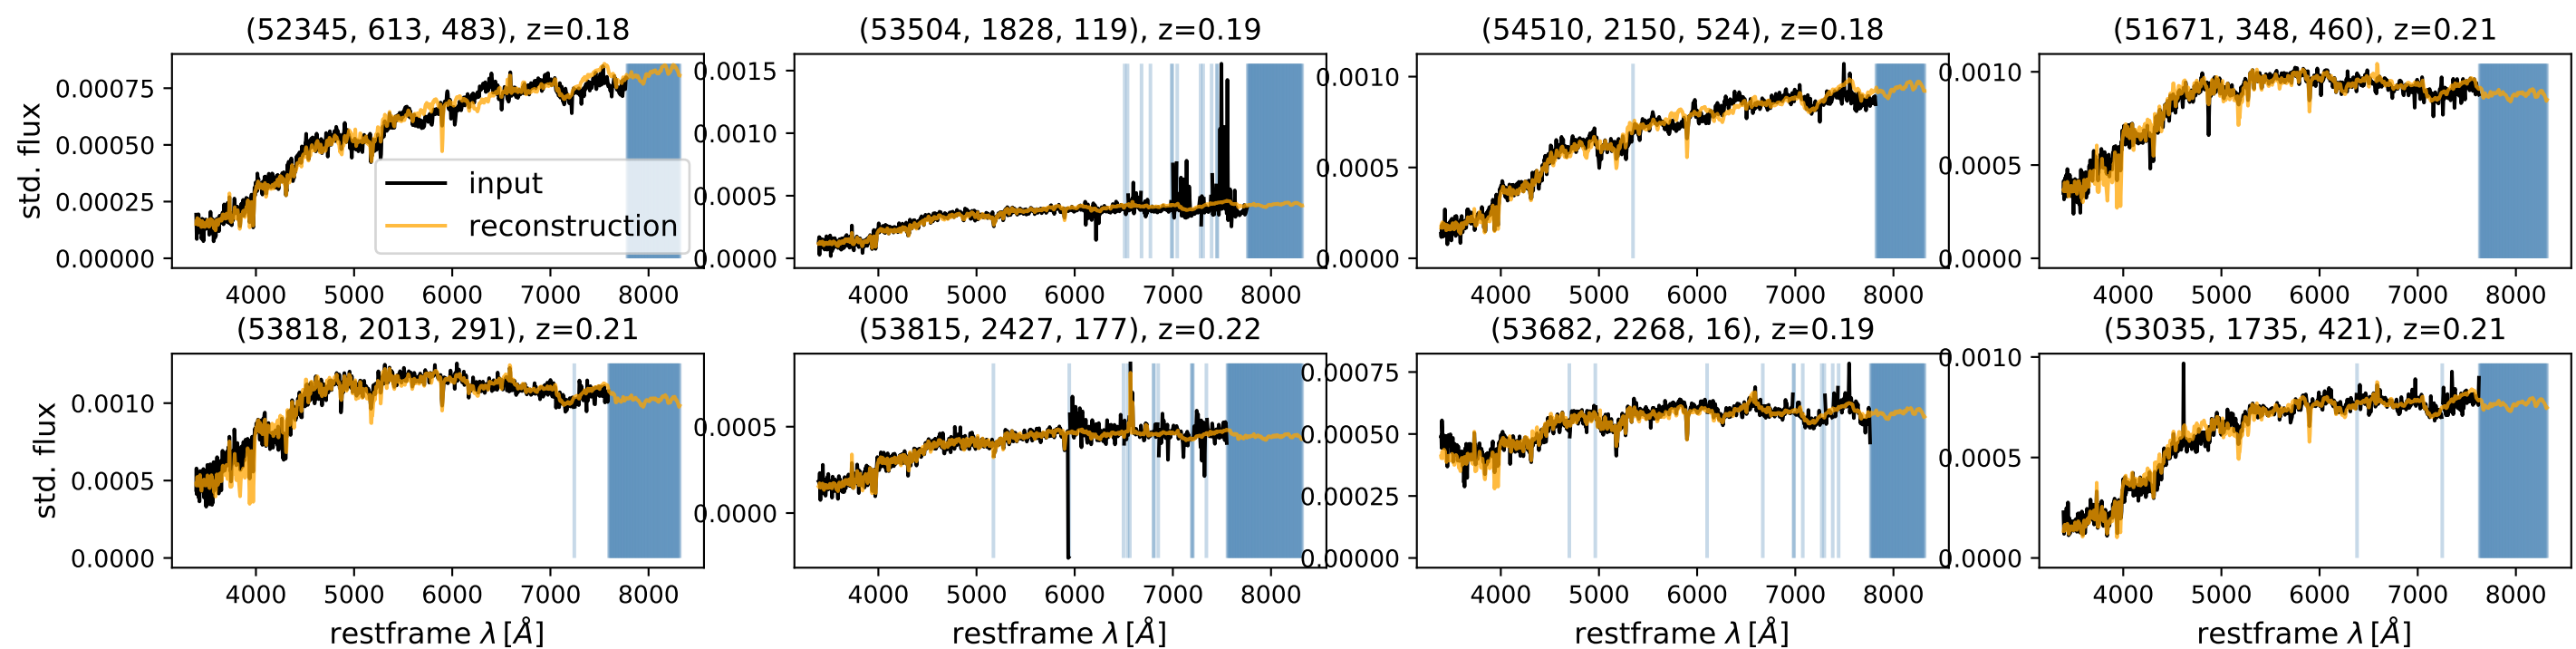 (52345, 613, 483), z=0.18
(53504, 1828, 119), z=0.19
(54510, 2150, 524), z=0.18
(51671, 348, 460), z=0.21
std. flux
0.00075
0.00050
0.00025
0.00000
input
reconstruction
4000 5000 6000 7000 8000
0.0015
0.0010
0.0005
0.0000
4000 5000 6000 7000 8000
0.0010
0.0005
0.0000
4000 5000 6000 7000 8000
0.0010
0.0005
0.0000
4000 5000 6000 7000 8000
(53818, 2013, 291), z=0.21
(53815, 2427, 177), z=0.22
(53682, 2268, 16), z=0.19
(53035, 1735, 421), z=0.21
std. flux
0.0010
0.0005
0.0000
4000 5000 6000 7000 8000
restframe λ [Å]
0.0005
0.0000
4000 5000 6000 7000 8000
restframe λ [Å]
0.00075
0.00050
0.00025
0.00000
4000 5000 6000 7000 8000
restframe λ [Å]
0.0010
0.0005
0.0000
4000 5000 6000 7000 8000
restframe λ [Å]